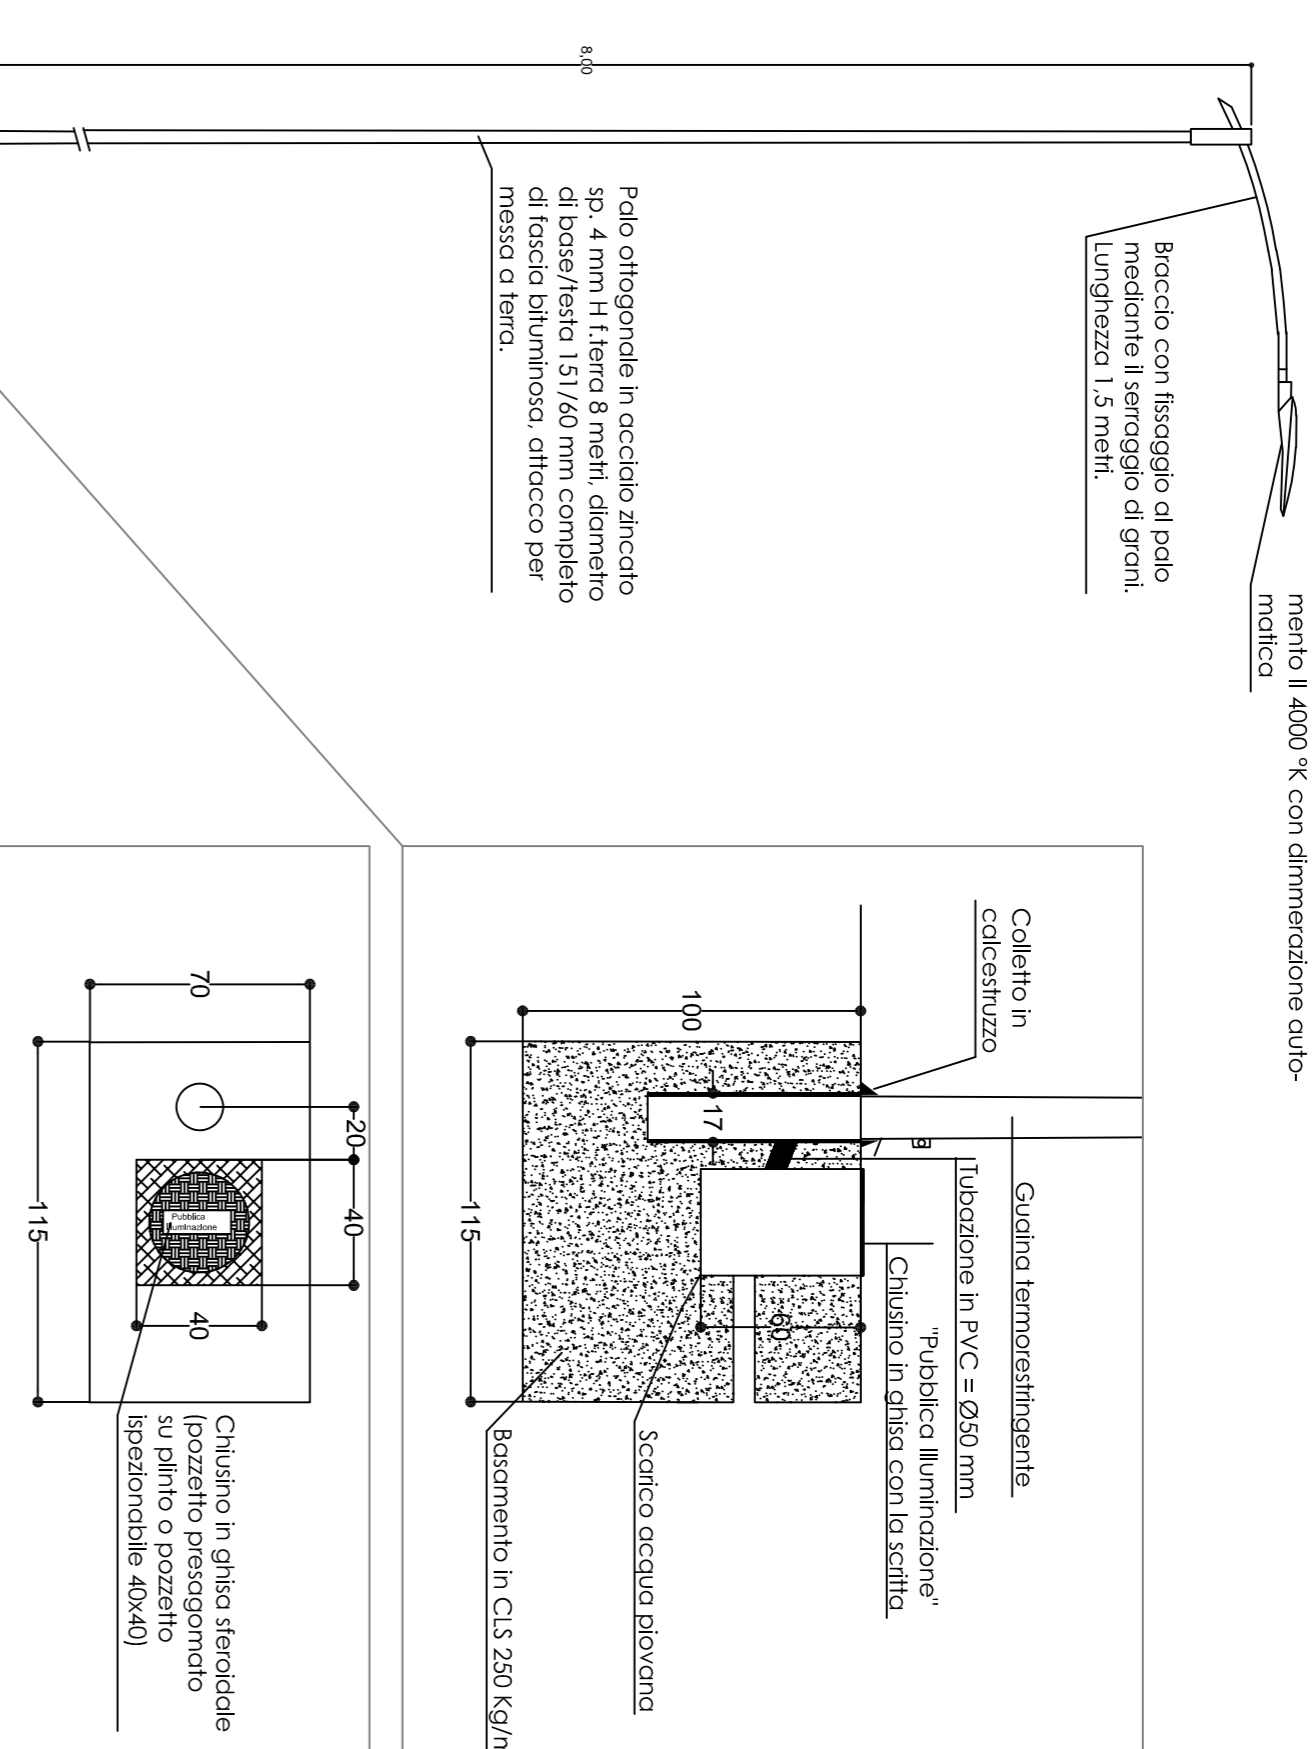 mento II 4000 °K con dimmerazione auto-
matica
Braccio con fissaggio al palo
mediante il serraggio di grani.
Lunghezza 1,5 metri.
8,00
Palo ottogonale in acciaio zincato
sp. 4 mm H f.terra 8 metri, diametro
di base/testa 151/60 mm completo
di fascia bituminosa, attacco per
messa a terra.
Colletto in
calcestruzzo
Guaina termorestringente
Tubazione in PVC = Ø50 mm
"Pubblica Illuminazione"
Chiusino in ghisa con la scritta
100
17
60
115
Scarico acqua piovana
Basamento in CLS 250 Kg/m
20
40
70
Pubblica
Illuminazione
40
115
Chiusino in ghisa sferoidale
(pozzetto presagomato
su plinto o pozzetto
ispezionabile 40x40)